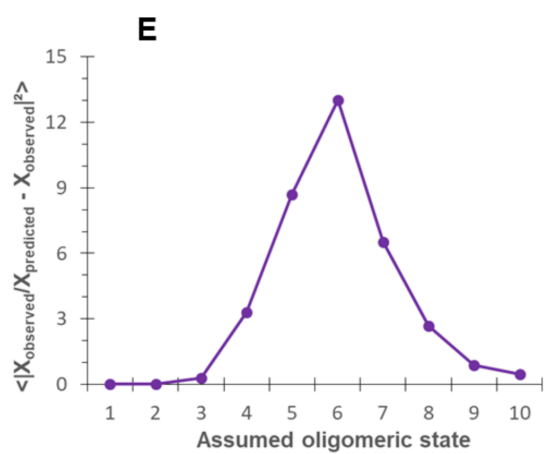 E
<|Xobserved/Xpredicted - Xobserved|²>
15
12
9
6
3
0
1 2 3 4 5 6 7 8 9 10
Assumed oligomeric state